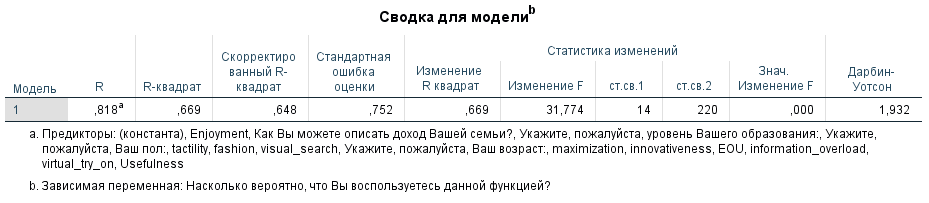 Сводка для модели^b
Статистика изменений
Модель R R-квадрат Скорректированный R-квадрат Стандартная ошибка оценки Изменение R квадрат Изменение F ст.св.1 ст.св.2 Знач. Изменение F Дарбин-Уотсон
1 ,818^a ,669 ,648 ,752 ,669 31,774 14 220 ,000 1,932
a. Предикторы: (константа), Enjoyment, Как Вы можете описать доход Вашей семьи?, Укажите, пожалуйста, уровень Вашего образования:, Укажите,
пожалуйста, Ваш пол:, tactility, fashion, visual_search, Укажите, пожалуйста, Ваш возраст:, maximization, innovativeness, EOU, information_overload,
virtual_try_on, Usefulness
b. Зависимая переменная: Насколько вероятно, что Вы воспользуетесь данной функцией?